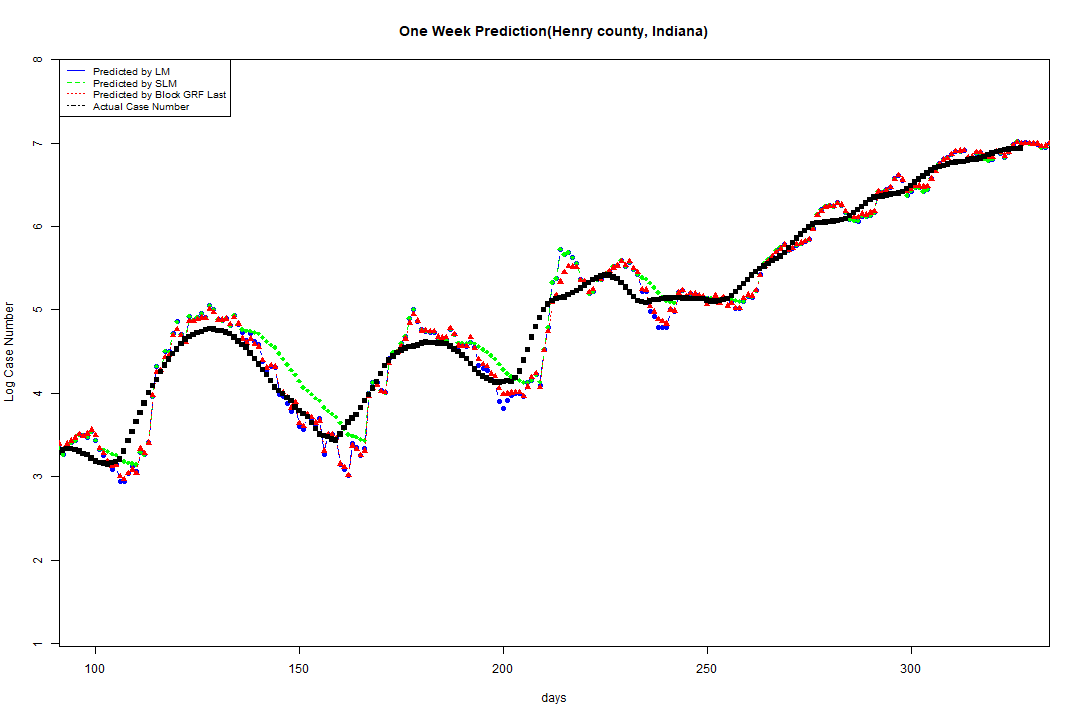 One Week Prediction(Henry county, Indiana)
Predicted by LM
Predicted by SLM
Predicted by Block GRF Last
Actual Case Number
8
7
6
5
4
3
2
1
Log Case Number
100 150 200 250 300
days